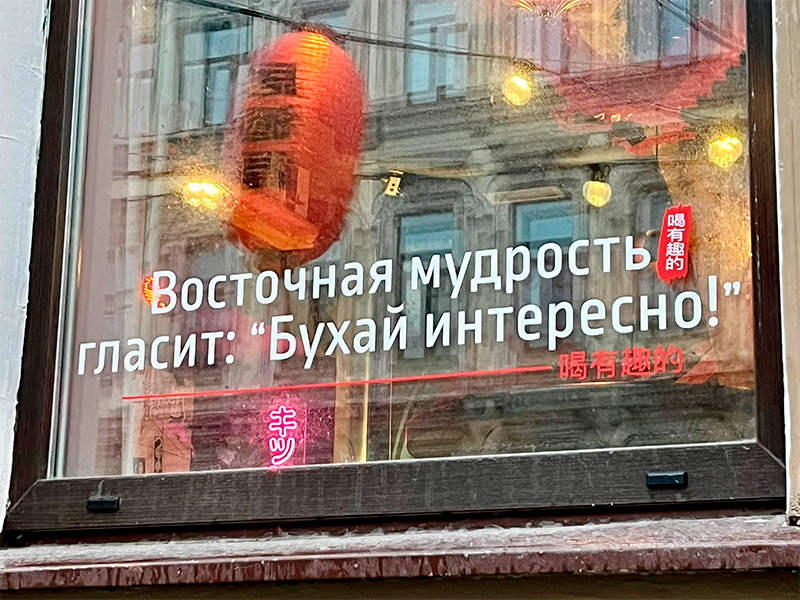 Восточная мудрость
喝有趣的
гласит: “Бухай интересно!”
喝有趣的
キツ